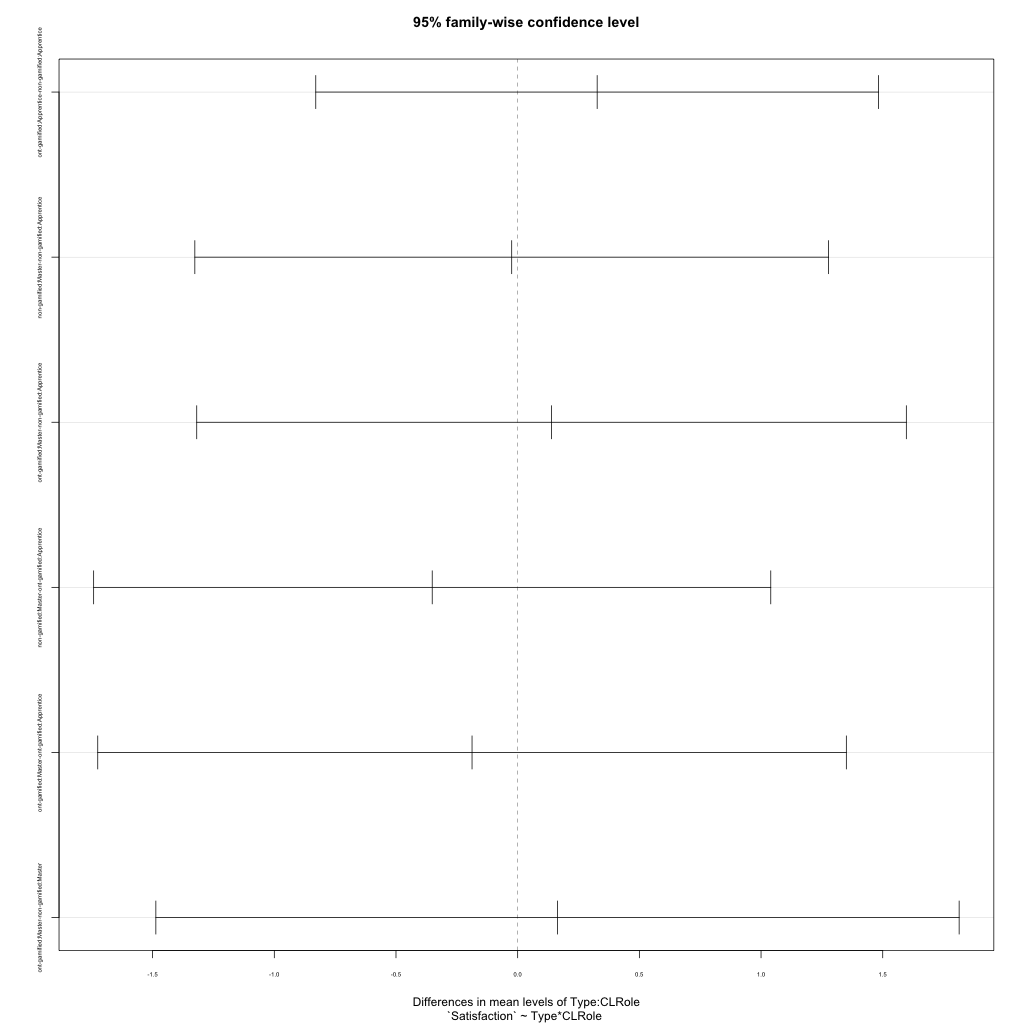 95% family-wise confidence level
ont-gamified:Apprentice-non-gamified:Apprentice
non-gamified:Master-non-gamified:Apprentice
ont-gamified:Master-non-gamified:Apprentice
non-gamified:Master-ont-gamified:Apprentice
ont-gamified:Master-ont-gamified:Apprentice
ont-gamified:Master-non-gamified:Master
-1.5 -1.0 -0.5 0.0 0.5 1.0 1.5
Differences in mean levels of Type:CLRole
`Satisfaction` ~ Type*CLRole